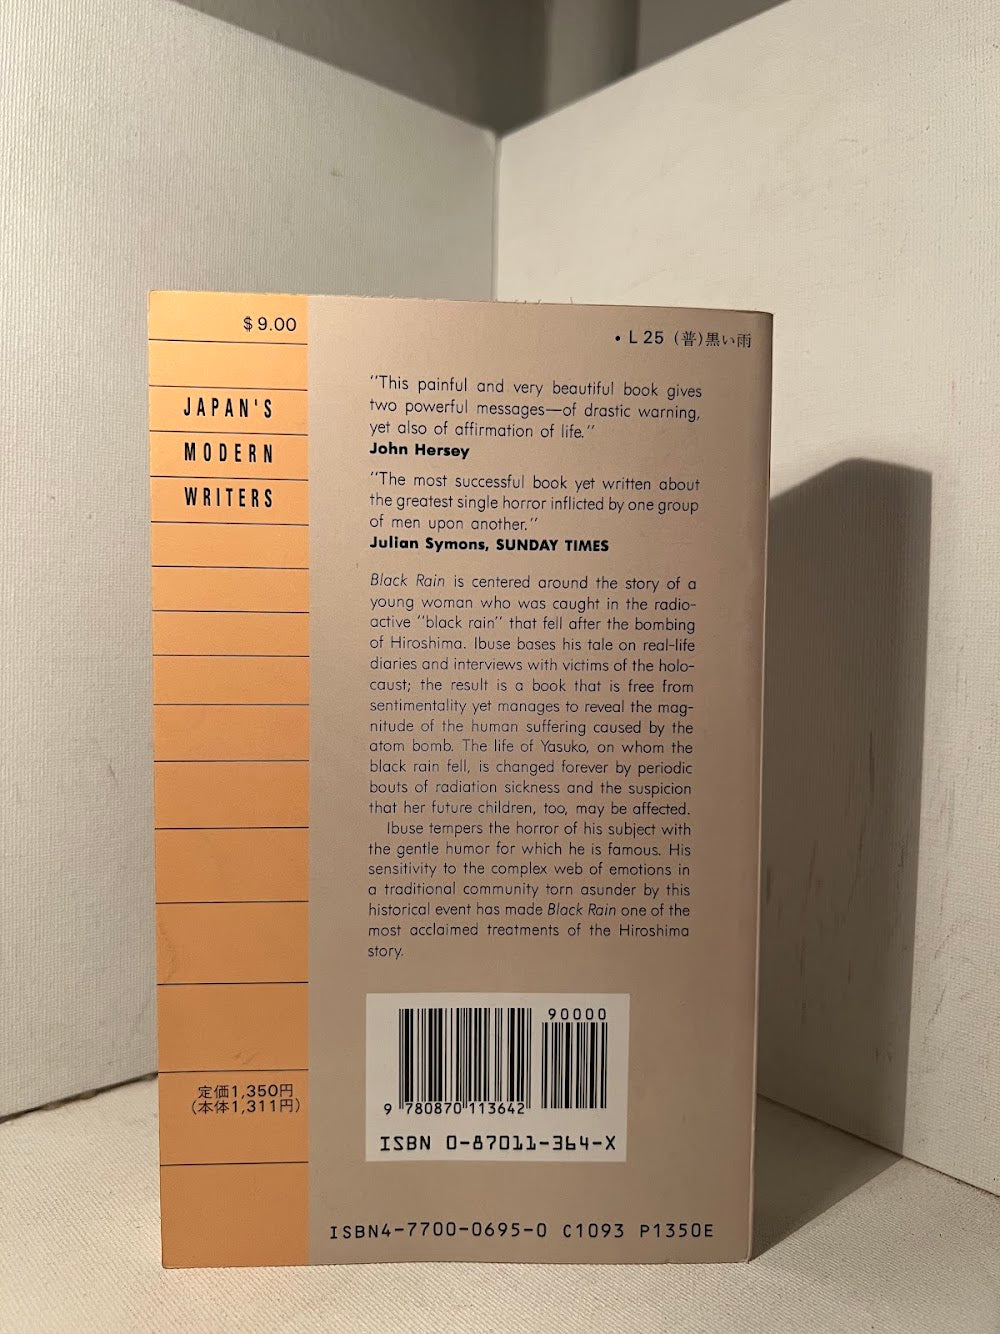 $9.00
JAPAN'S
MODERN
WRITERS
定価1,350円
(本体1,311円)
• L 25 (普)黒い雨
"This painful and very beautiful book gives
two powerful messages—of drastic warning,
yet also of affirmation of life."
John Hersey
"The most successful book yet written about
the greatest single horror inflicted by one group
of men upon another."
Julian Symons, SUNDAY TIMES
Black Rain is centered around the story of a
young woman who was caught in the radio-
active "black rain" that fell after the bombing
of Hiroshima. Ibuse bases his tale on real-life
diaries and interviews with victims of the holo-
caust; the result is a book that is free from
sentimentality yet manages to reveal the mag-
nitude of the human suffering caused by the
atom bomb. The life of Yasuko, on whom the
black rain fell, is changed forever by periodic
bouts of radiation sickness and the suspicion
that her future children, too, may be affected.
Ibuse tempers the horror of his subject with
the gentle humor for which he is famous. His
sensitivity to the complex web of emotions in
a traditional community torn asunder by this
historical event has made Black Rain one of the
most acclaimed treatments of the Hiroshima
story.
90000
9 780870 113642
ISBN 0-87011-364-X
ISBN4-7700-0695-0 C1093 P1350E